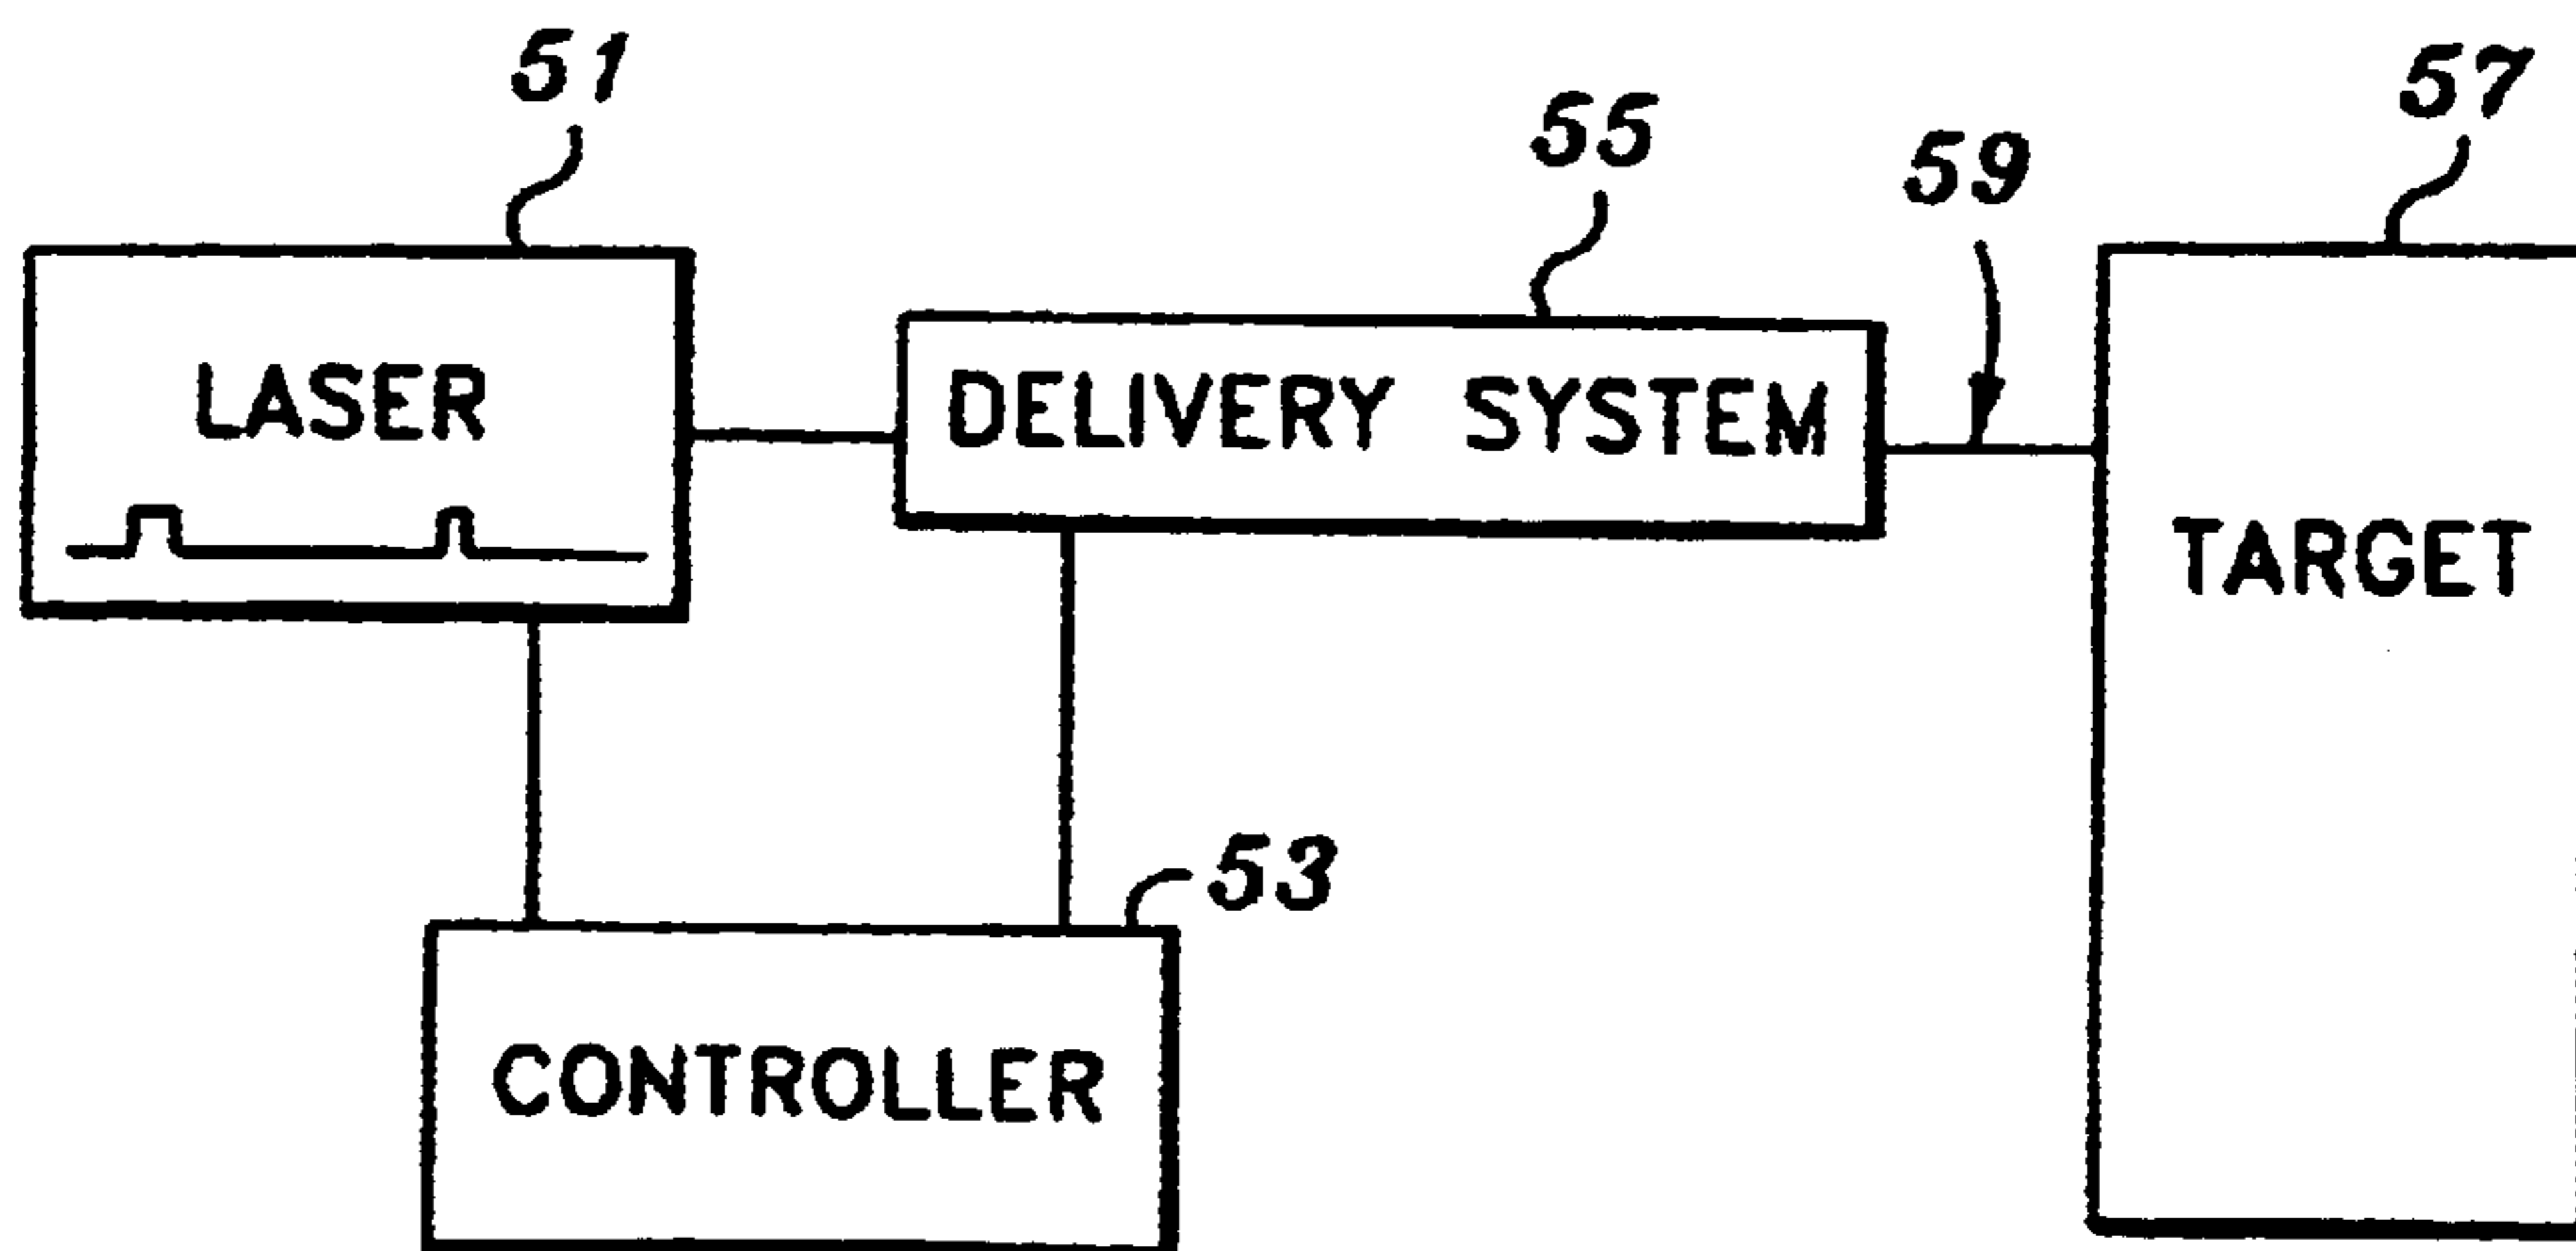 51
55
59
57
LASER
DELIVERY SYSTEM
TARGET
53
CONTROLLER